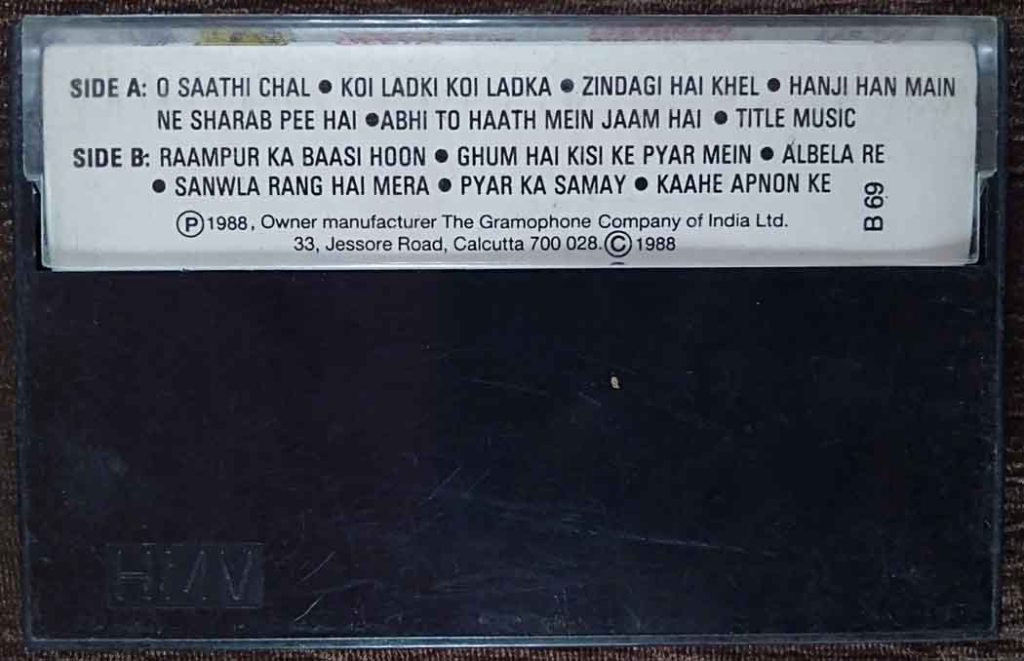 SIDE A: O SAATHI CHAL ● KOI LADKI KOI LADKA ● ZINDAGI HAI KHEL ● HANJI HAN MAIN
NE SHARAB PEE HAI ●ABHI TO HAATH MEIN JAAM HAI ● TITLE MUSIC
SIDE B: RAAMPUR KA BAASI HOON ● GHUM HAI KISI KE PYAR MEIN ● ALBELA RE
● SANWLA RANG HAI MERA ● PYAR KA SAMAY ● KAAHE APNON KE
B 69
Ⓟ1988, Owner manufacturer The Gramophone Company of India Ltd.
33, Jessore Road, Calcutta 700 028.Ⓒ1988
HMV